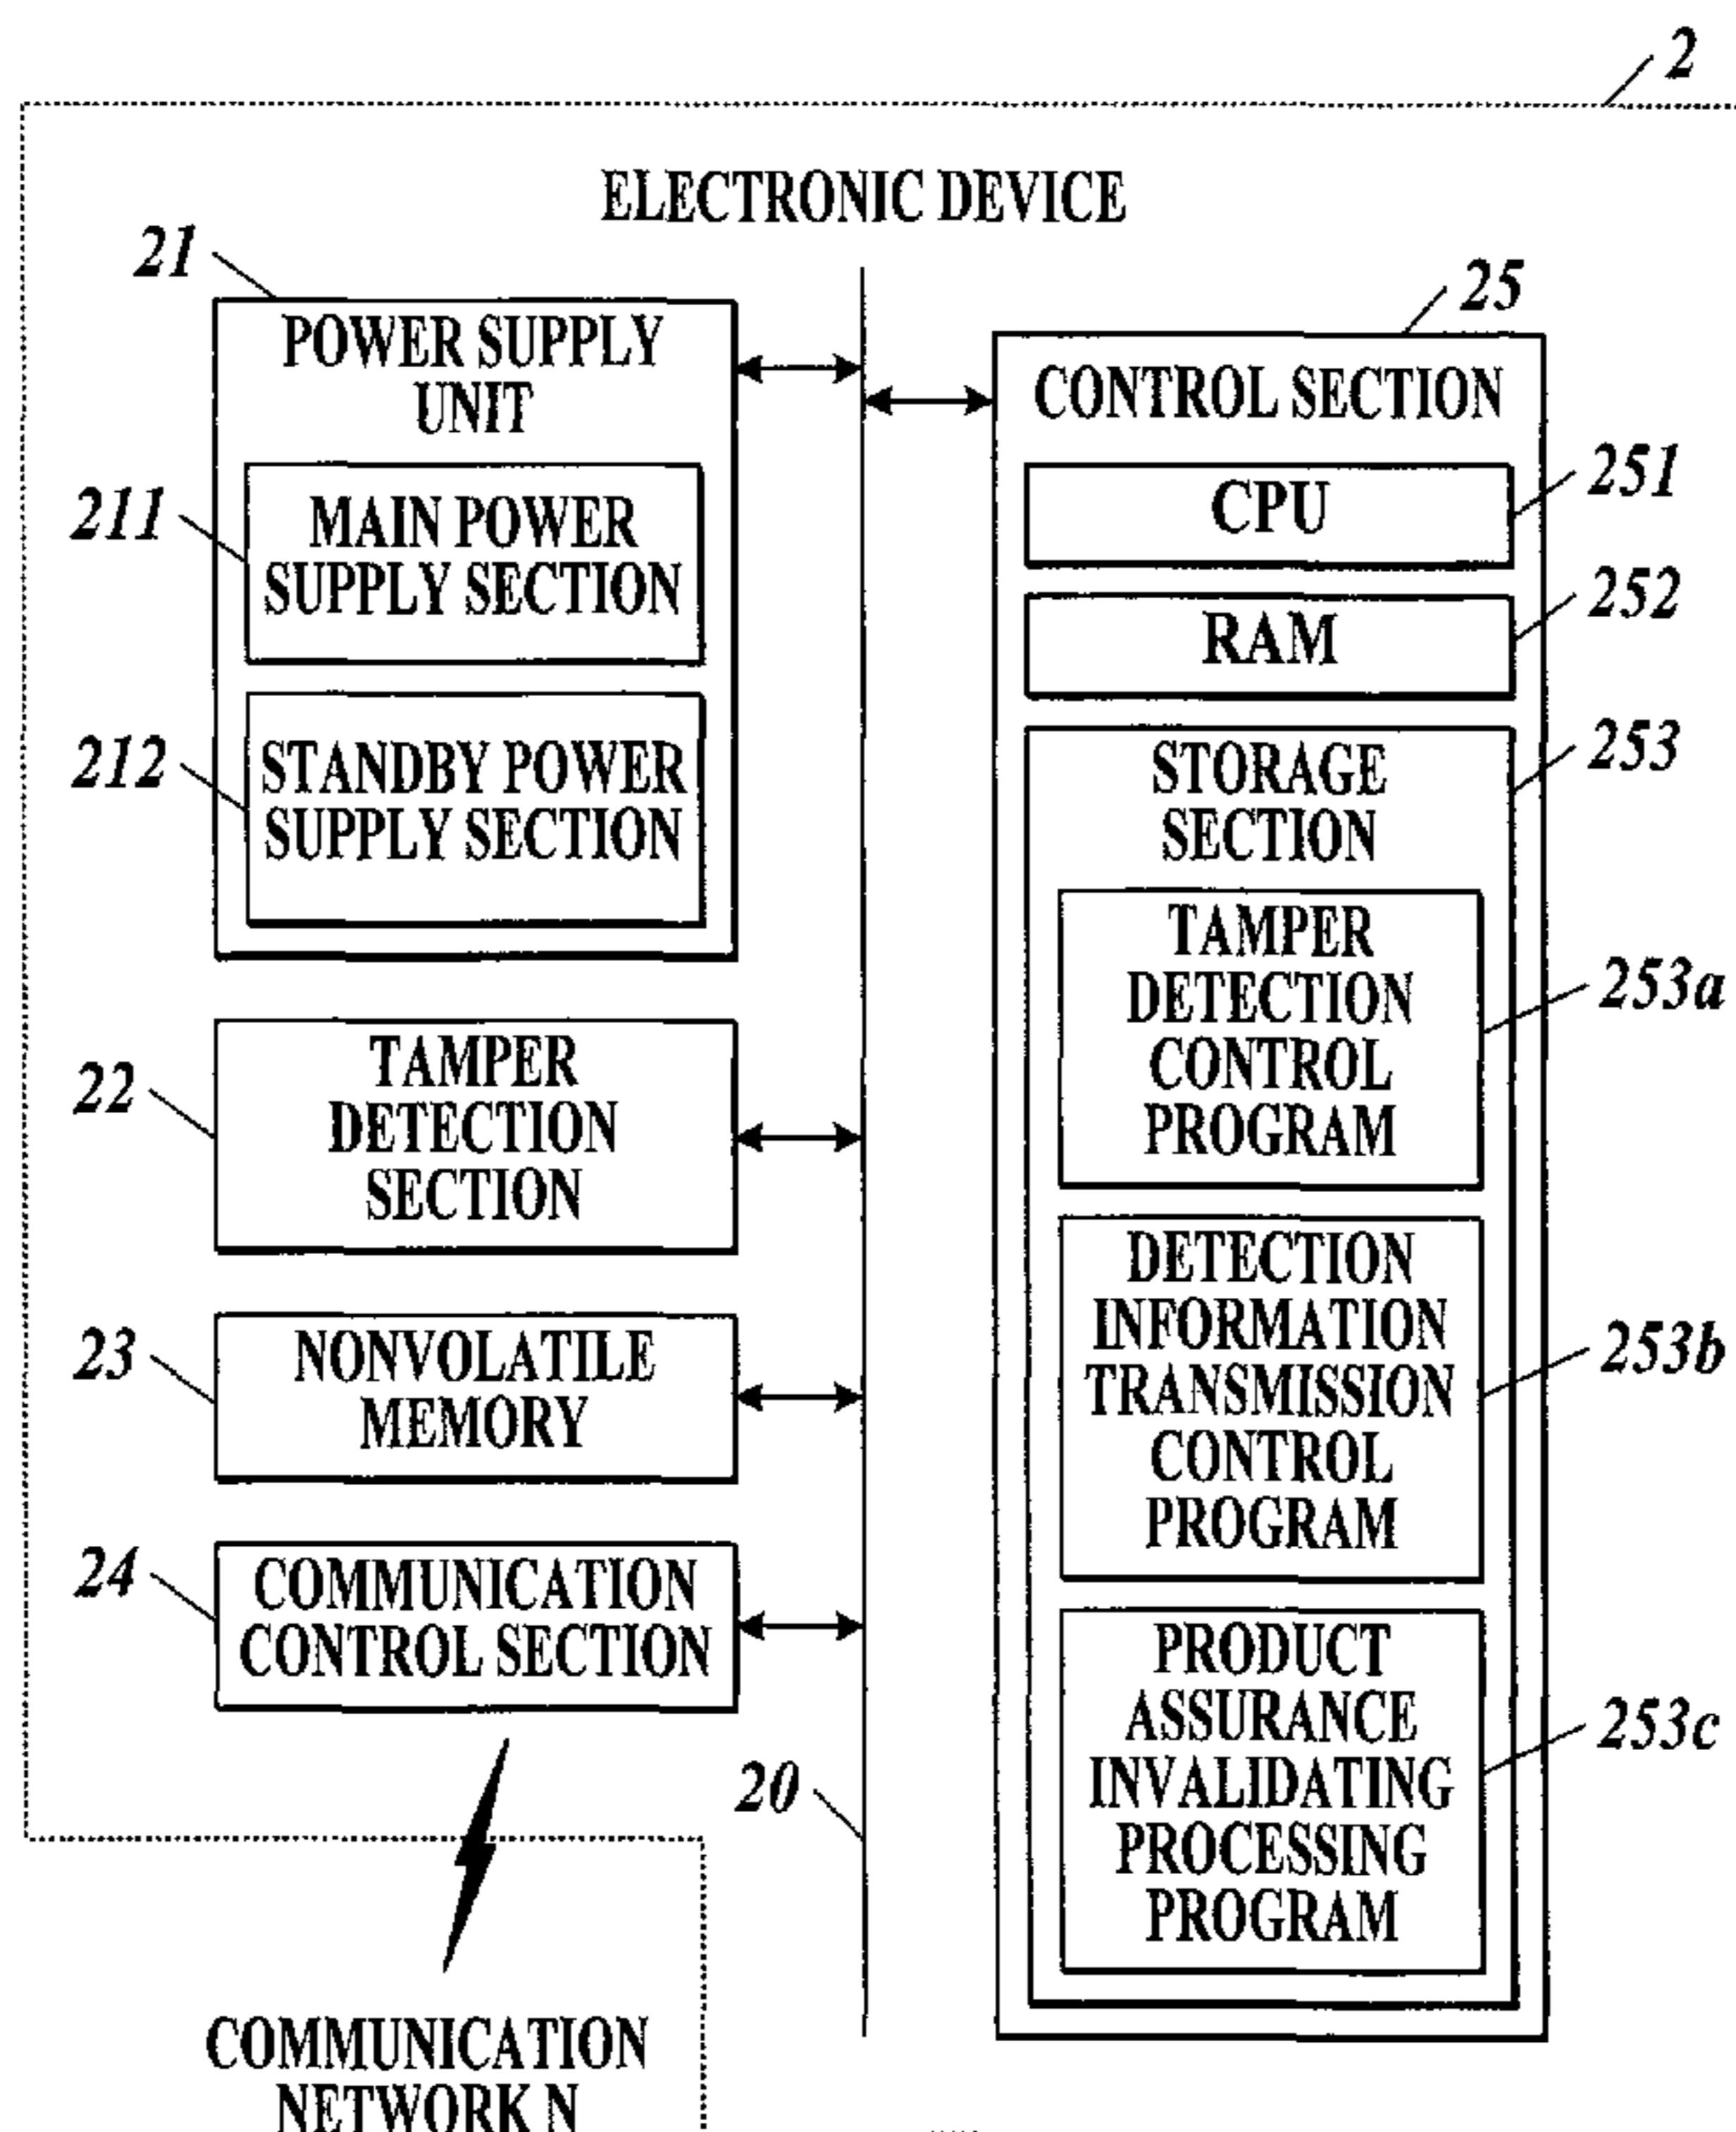 2
ELECTRONIC DEVICE
21
POWER SUPPLY
UNIT
211
MAIN POWER
SUPPLY SECTION
212
STANDBY POWER
SUPPLY SECTION
22
TAMPER
DETECTION
SECTION
23
NONVOLATILE
MEMORY
24
COMMUNICATION
CONTROL SECTION
COMMUNICATION
NETWORK N
20
25
CONTROL SECTION
CPU
251
RAM
252
STORAGE
SECTION
253
TAMPER
DETECTION
CONTROL
PROGRAM
253a
DETECTION
INFORMATION
TRANSMISSION
CONTROL
PROGRAM
253b
PRODUCT
ASSURANCE
INVALIDATING
PROCESSING
PROGRAM
253c